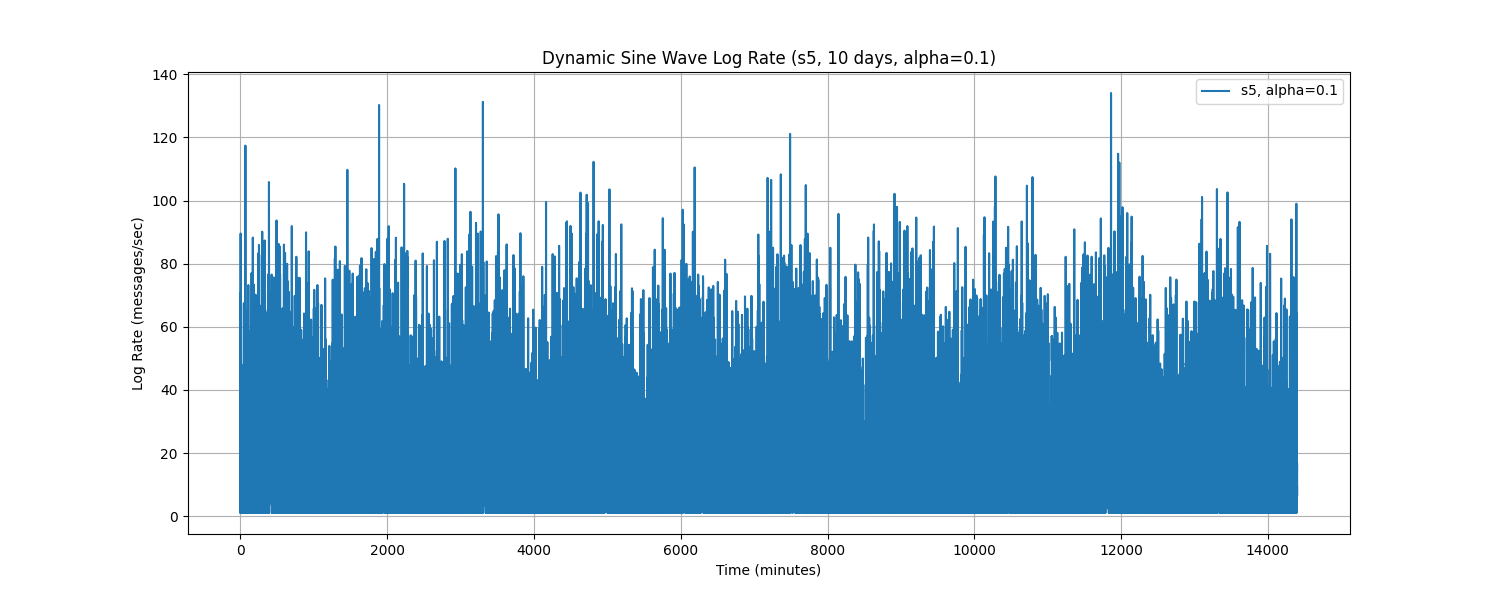 Dynamic Sine Wave Log Rate (s5, 10 days, alpha=0.1)
s5, alpha=0.1
Log Rate (messages/sec)
140
120
100
80
60
40
20
0
0 2000 4000 6000 8000 10000 12000 14000
Time (minutes)